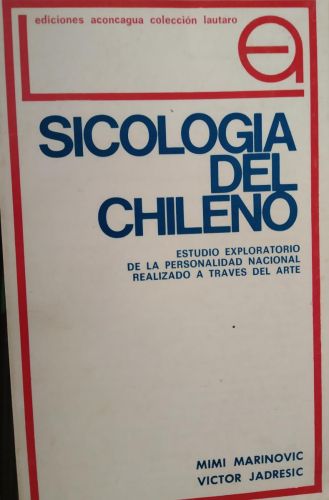 ediciones aconcagua colección lautaro
ea
SICOLOGIA
DEL
CHILENO
ESTUDIO EXPLORATORIO
DE LA PERSONALIDAD NACIONAL
REALIZADO A TRAVES DEL ARTE
MIMI MARINOVIC
VICTOR JADRESIC